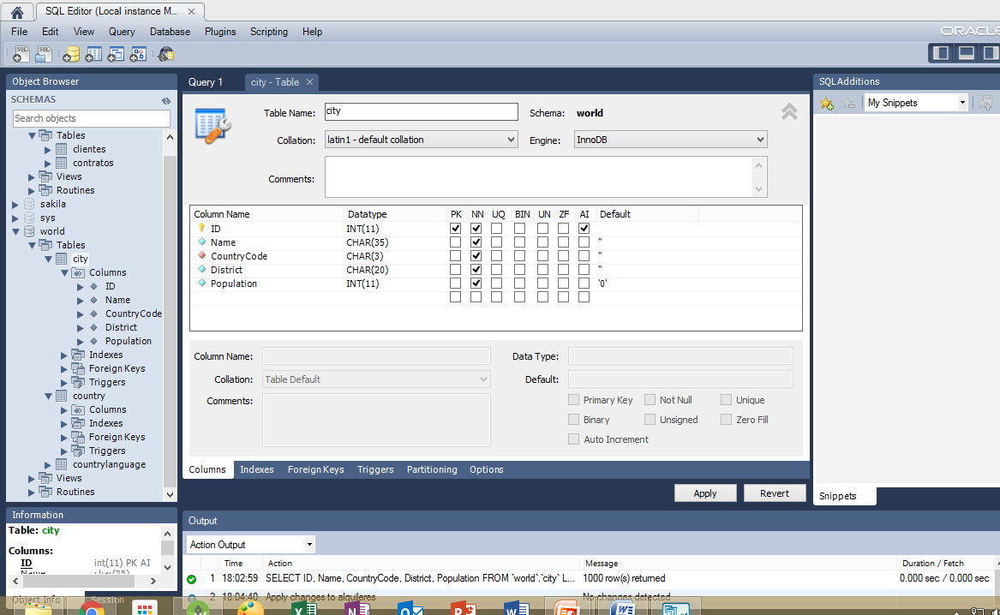 SQL Editor (Local instance M...
File Edit View Query Database Plugins Scripting Help
ORACLE
SQL SQL
Object Browser
SCHEMAS
Search objects
Tables
clientes
contratos
Views
Routines
sakila
sys
world
Tables
city
Columns
ID
Name
CountryCode
District
Population
Indexes
Foreign Keys
Triggers
country
Columns
Indexes
Foreign Keys
Triggers
countrylanguage
Views
Routines
Information
Table: city
Columns:
ID int(11) PK AI
Name char(35)
Object Info Session
Query 1 city - Table
Table Name: city Schema: world
Collation: latin1 - default collation Engine: InnoDB
Comments:
Column Name Datatype PK NN UQ BIN UN ZF AI Default
ID INT(11)
Name CHAR(35) ''
CountryCode CHAR(3) ''
District CHAR(20) ''
Population INT(11) '0'
Column Name: Data Type:
Collation: Table Default Default:
Comments: Primary Key Not Null Unique
Binary Unsigned Zero Fill
Auto Increment
Columns Indexes Foreign Keys Triggers Partitioning Options
Apply Revert
SQLAdditions
My Snippets
Snippets
Output
Action Output
Time Action Message Duration / Fetch
1 18:02:59 SELECT ID, Name, CountryCode, District, Population FROM `world`.`city` L... 1000 row(s) returned 0.000 sec / 0.000 sec
2 18:04:40 Apply changes to alquileres No changes detected